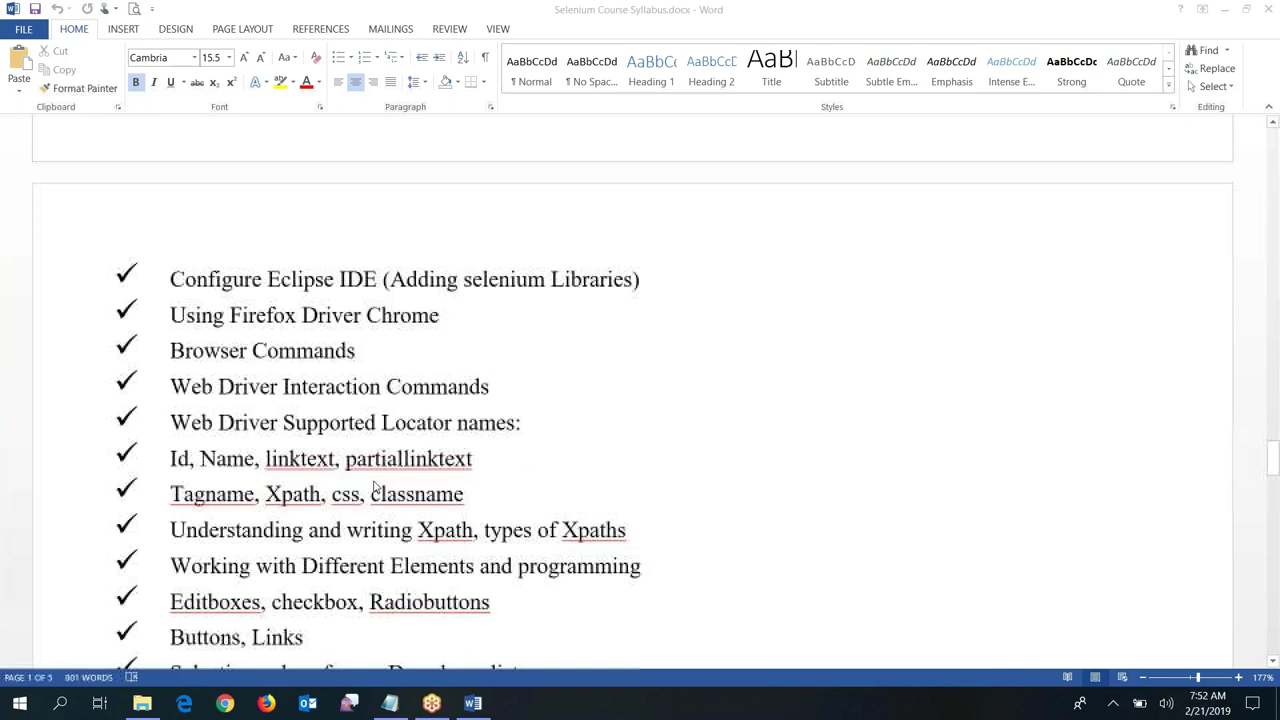 Selenium Course Syllabus.docx - Word
FILE HOME INSERT DESIGN PAGE LAYOUT REFERENCES MAILINGS REVIEW VIEW
Paste Cut Copy Format Painter
Clipboard
Cambria 15.5
Font
Paragraph
AaBbCcDd AaBbCcDd AaBbC( AaBbCcD AaB AaBbCcD AaBbCcDd AaBbCcDd AaBbCcDd AaBbCcDc AaBbCcDd
¶ Normal ¶ No Spac... Heading 1 Heading 2 Title Subtitle Subtle Em... Emphasis Intense E... Strong Quote
Styles
Find
Replace
Select
Editing
Configure Eclipse IDE (Adding selenium Libraries)
Using Firefox Driver Chrome
Browser Commands
Web Driver Interaction Commands
Web Driver Supported Locator names:
Id, Name, linktext, partiallinktext
Tagname, Xpath, css, classname
Understanding and writing Xpath, types of Xpaths
Working with Different Elements and programming
Editboxes, checkbox, Radiobuttons
Buttons, Links
PAGE 1 OF 5 801 WORDS 177%
7:52 AM
2/21/2019